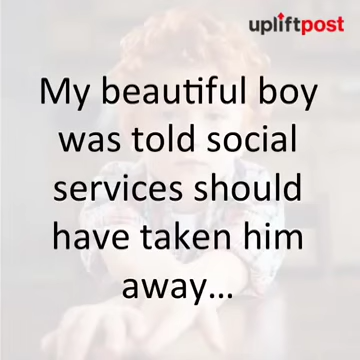 upliftpost
My beautiful boy
was told social
services should
have taken him
away...